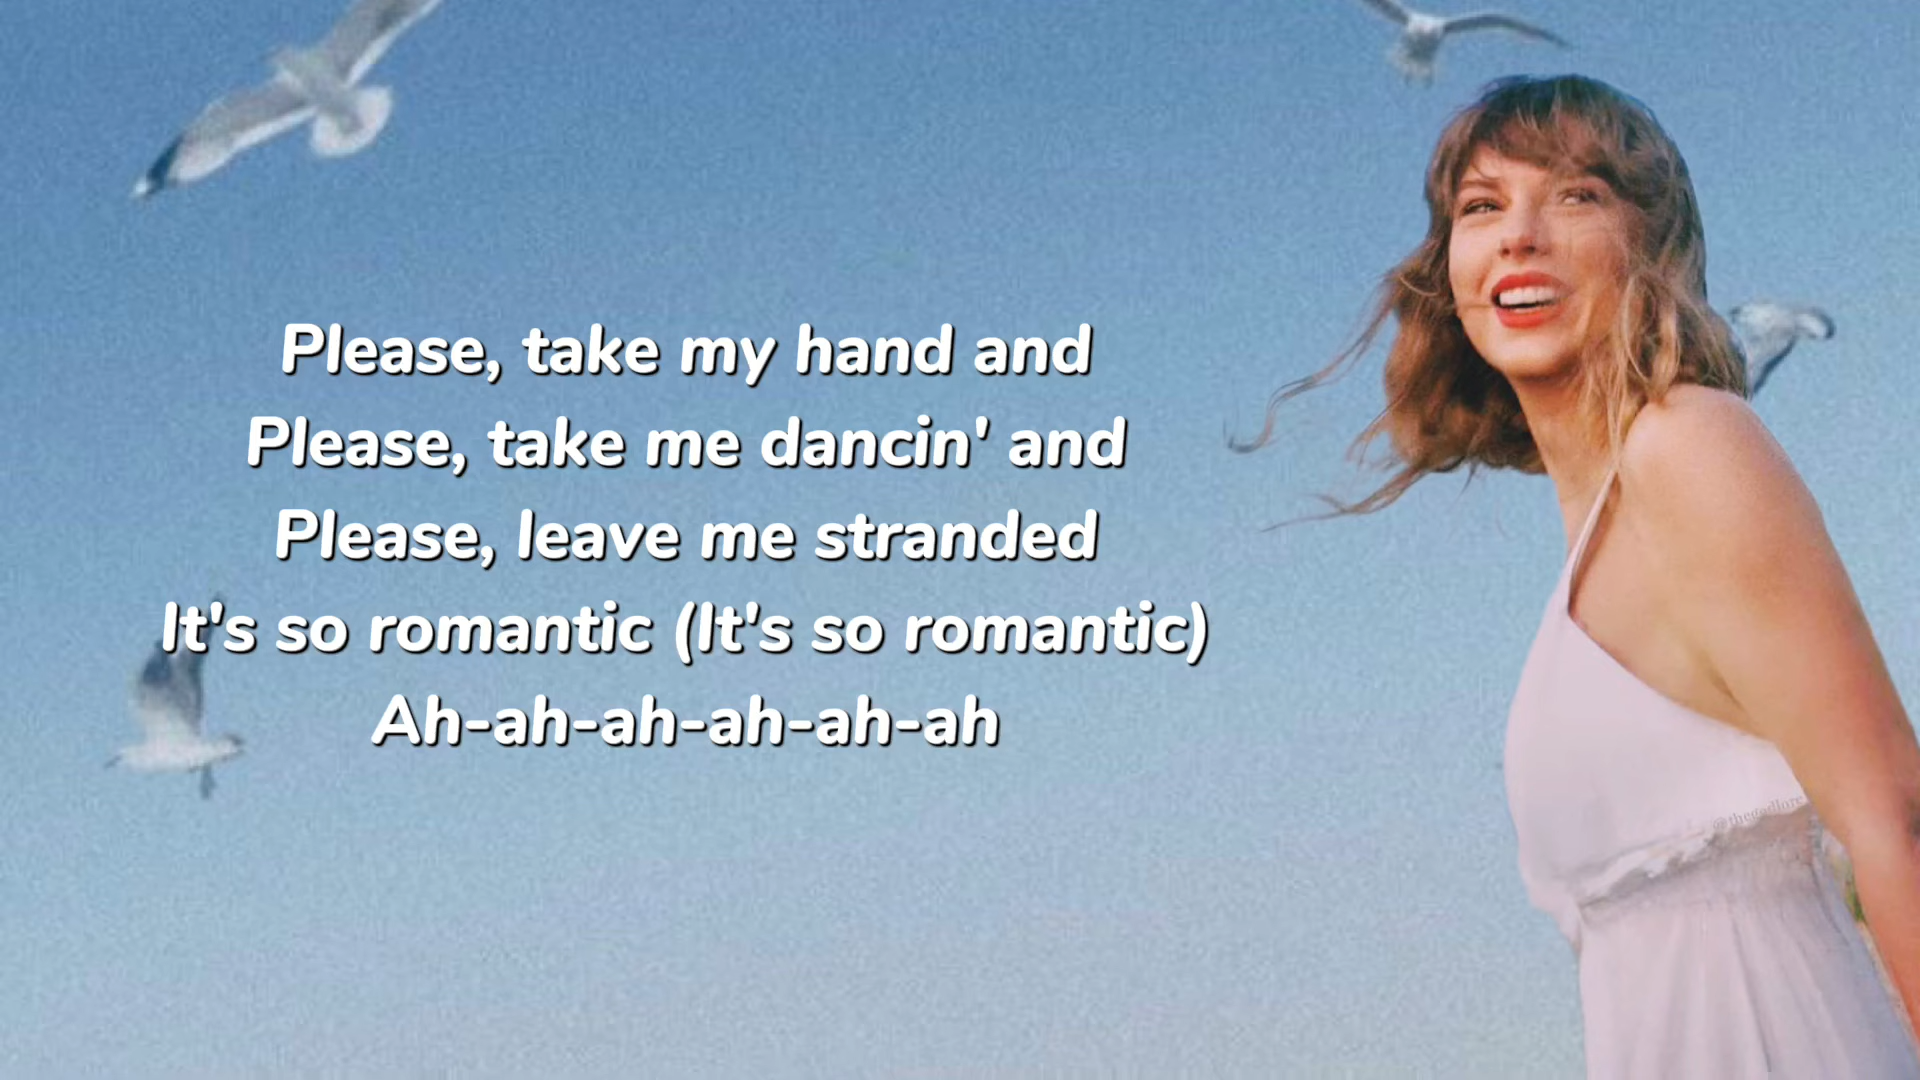 Please, take my hand and
Please, take me dancin' and
Please, leave me stranded
It's so romantic (It's so romantic)
Ah-ah-ah-ah-ah-ah